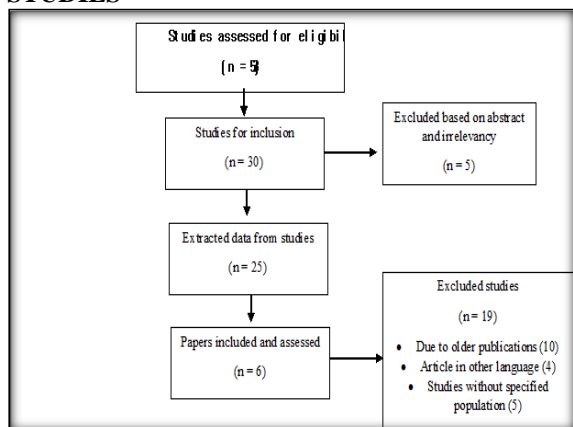 STUDIES
Studies assessed for eligibil
(n =
Studies for inclusion
(n= 30)
Excluded based on abstract
and irrelevancy
(n= 5)
Extracted data from studies
(n= 25)
Excluded studies
(n= 19)
• Due to older publications (10)
• Article in other language (4)
• Studies without specified
population (5)
Papers included and assessed
(n= 6)